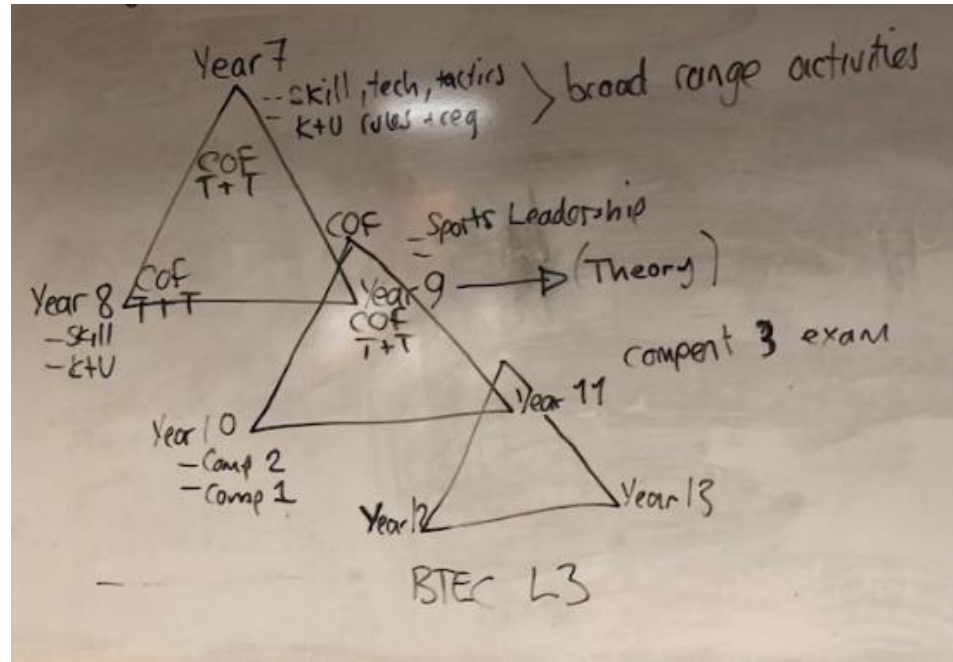 Year 7
- skill, tech, tactics
- K+U rules + reg
broad range activities
COF
T+T
COF
- Sports Leadership
-
Year 8
COF
T+T
- Skill
- K+U
Year 9
(Theory)
COF
T+T
compent 3 exam
Year 10
- Comp 2
- Comp 1
Year 11
Year 12
Year 13
BTEC L3